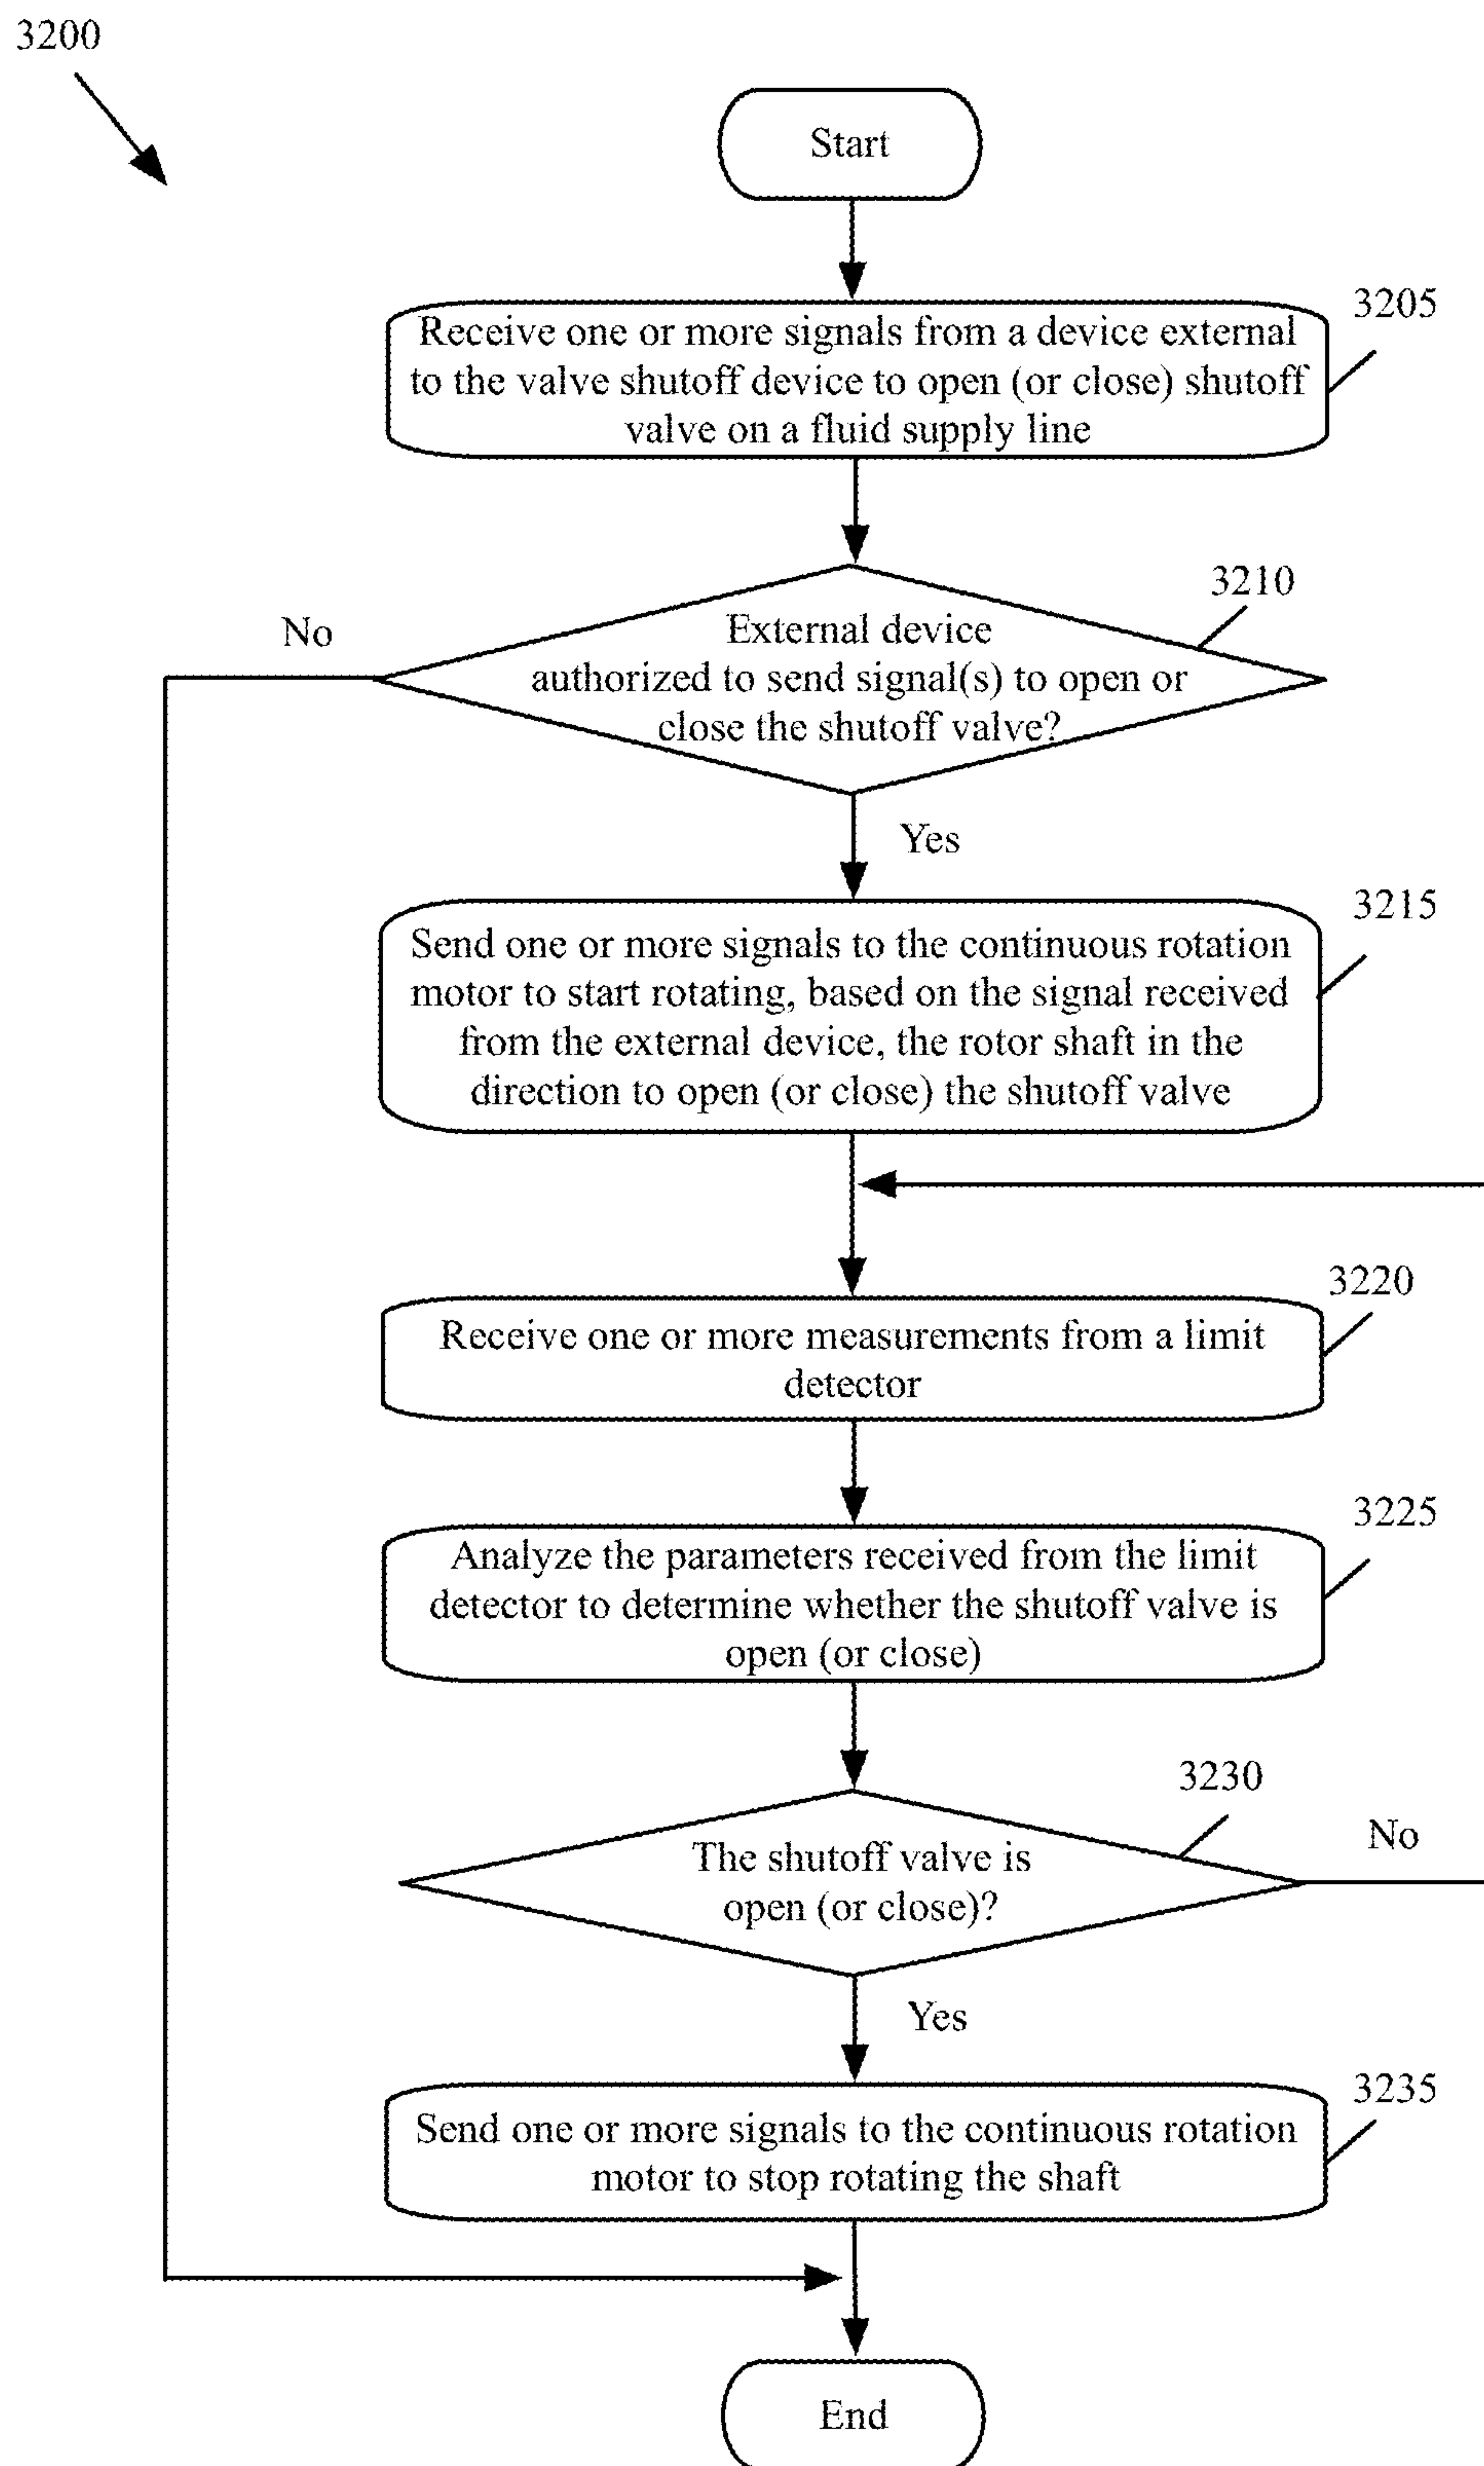 3200
Start
3205
Receive one or more signals from a device external
to the valve shutoff device to open (or close) shutoff
valve on a fluid supply line
3210
No
External device
authorized to send signal(s) to open or
close the shutoff valve?
Yes
3215
Send one or more signals to the continuous rotation
motor to start rotating, based on the signal received
from the external device, the rotor shaft in the
direction to open (or close) the shutoff valve
3220
Receive one or more measurements from a limit
detector
3225
Analyze the parameters received from the limit
detector to determine whether the shutoff valve is
open (or close)
3230
No
The shutoff valve is
open (or close)?
Yes
3235
Send one or more signals to the continuous rotation
motor to stop rotating the shaft
End